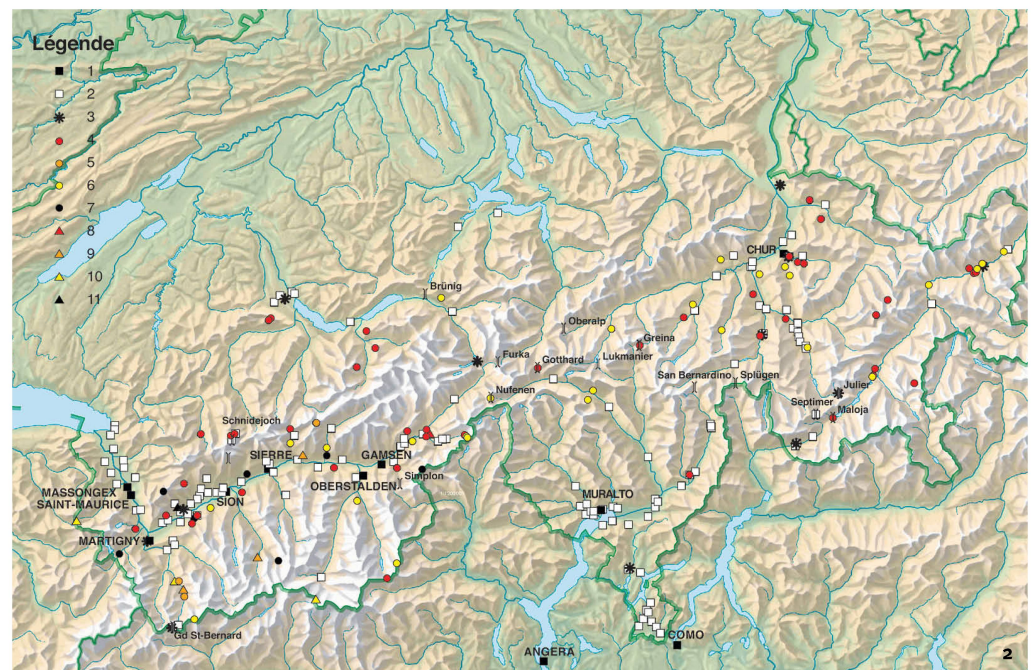 Légende
1
2
3
4
5
6
7
8
9
10
11
CHUR
Brünig
Oberalp
Greina
Furka
Gotthard
Lukmanier
San Bernardino
Splügen
Nufenen
Julier
Septimer
Maloja
Schnidejoch
SIERRE
GAMSEN
Simplon
OBERSTALDEN
MASSONGEX
SAINT-MAURICE
SION
MURALTO
MARTIGNY
Gd St-Bernard
COMO
ANGERA
2